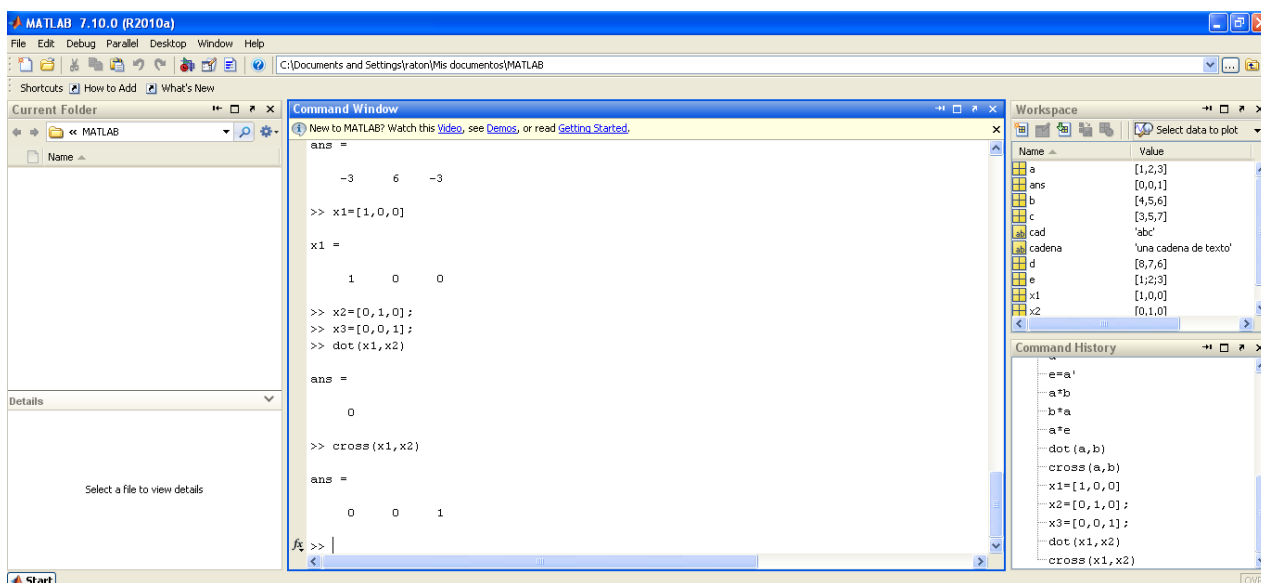 MATLAB 7.10.0 (R2010a)
File Edit Debug Parallel Desktop Window Help
C:\Documents and Settings\raton\Mis documentos\MATLAB
Shortcuts How to Add What's New
Current Folder
« MATLAB
Name
Details
Select a file to view details
Command Window
New to MATLAB? Watch this Video, see Demos, or read Getting Started.
ans =
-3 6 -3
>> x1=[1,0,0]
x1 =
1 0 0
>> x2=[0,1,0];
>> x3=[0,0,1];
>> dot(x1,x2)
ans =
0
>> cross(x1,x2)
ans =
0 0 1
fx >>
Workspace
Select data to plot
Name Value
a [1,2,3]
ans [0,0,1]
b [4,5,6]
c [3,5,7]
ab cad 'abc'
ab cadena 'una cadena de texto'
d [8,7,6]
e [1;2;3]
x1 [1,0,0]
x2 [0,1,0]
Command History
e=a'
a*b
b*a
a*e
dot(a,b)
cross(a,b)
x1=[1,0,0]
x2=[0,1,0];
x3=[0,0,1];
dot(x1,x2)
cross(x1,x2)
Start
OVR